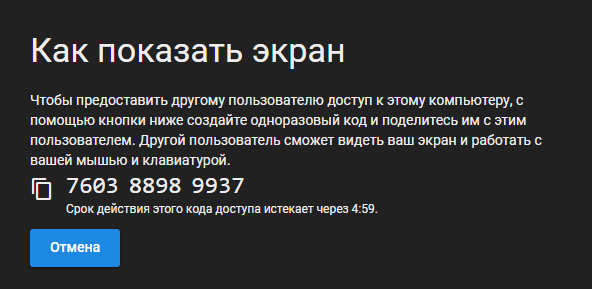 Как показать экран
Чтобы предоставить другому пользователю доступ к этому компьютеру, с
помощью кнопки ниже создайте одноразовый код и поделитесь им с этим
пользователем. Другой пользователь сможет видеть ваш экран и работать с
вашей мышью и клавиатурой.
7603 8898 9937
Срок действия этого кода доступа истекает через 4:59.
Отмена